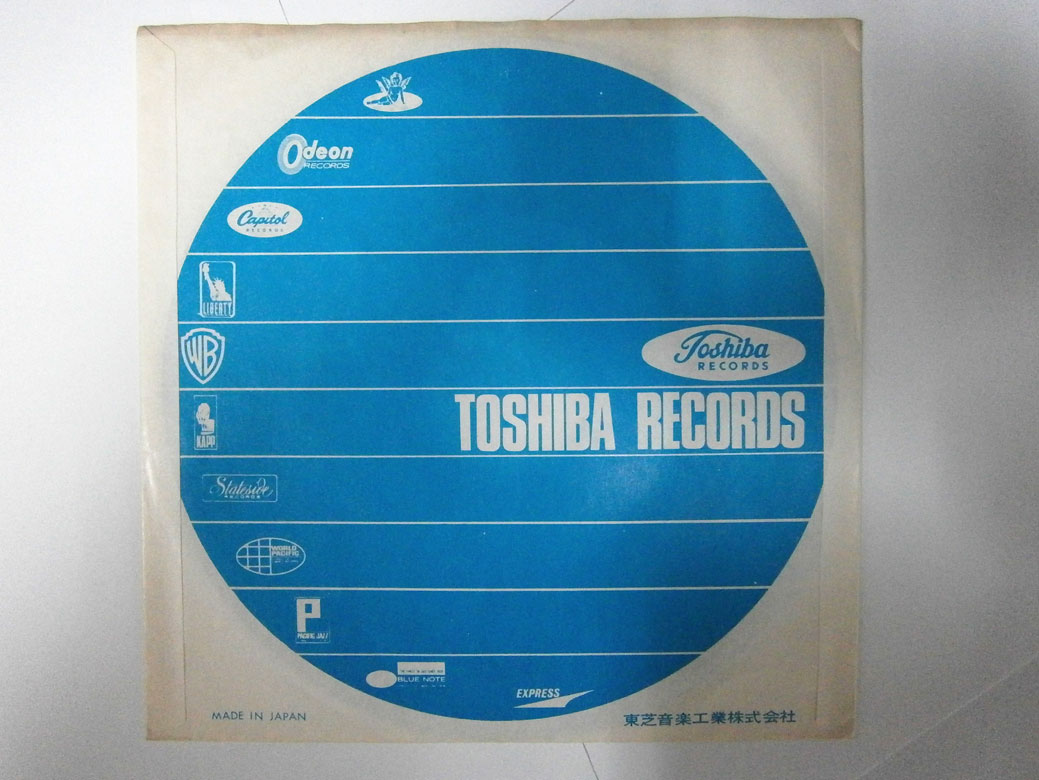 Odeon
RECORDS
Capitol
RECORDS
LIBERTY
WB
Toshiba
RECORDS
TOSHIBA RECORDS
KAPP
Stateside
RECORDS
WORLD
PACIFIC
P
PACIFIC JAZZ
BLUE NOTE
EXPRESS
MADE IN JAPAN
東芝音楽工業株式会社